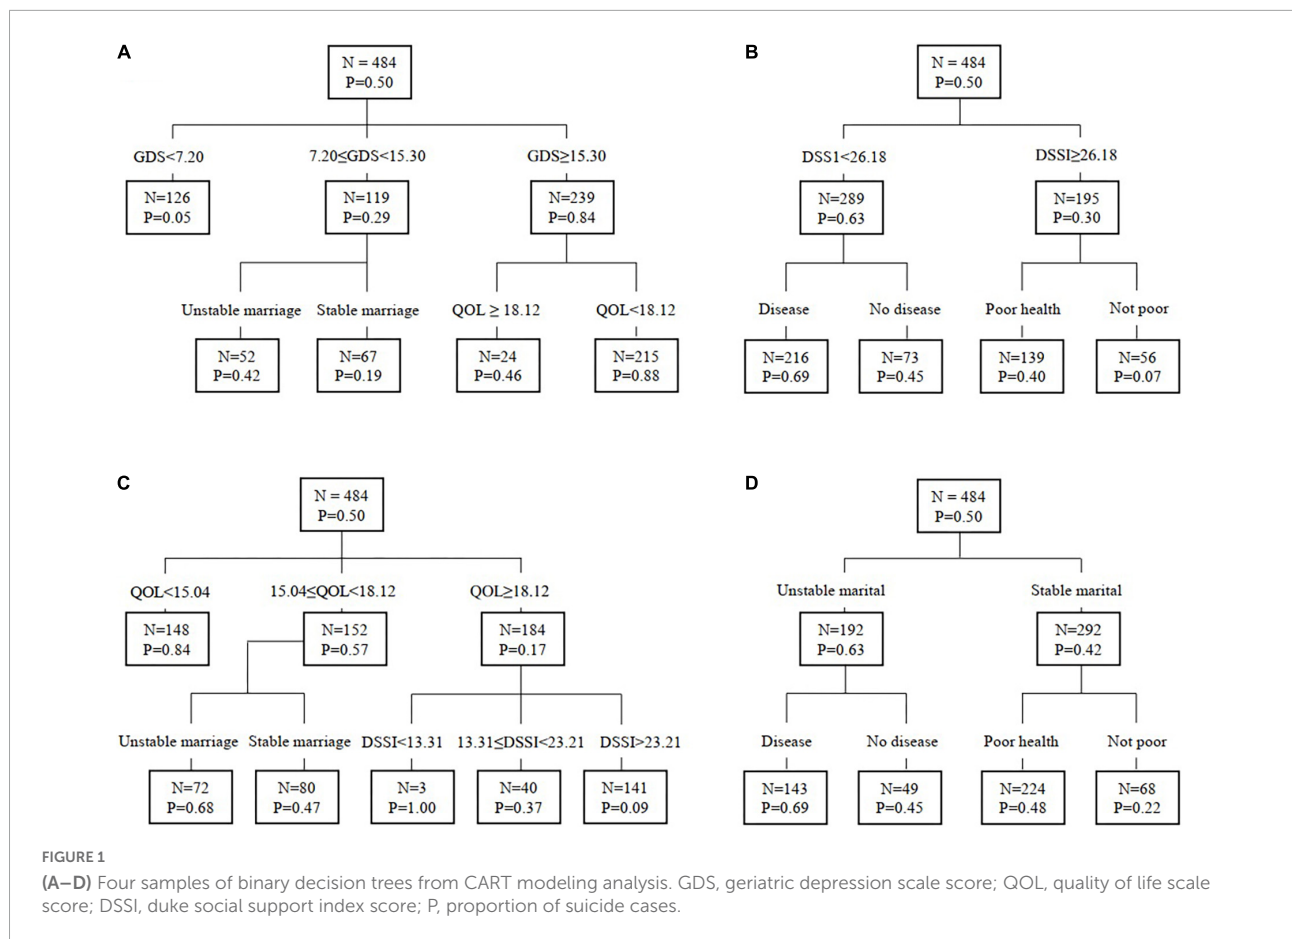 A
N = 484
P=0.50
GDS<7.20
7.20≤GDS<15.30
GDS≥15.30
N=126
P=0.05
N=119
P=0.29
N=239
P=0.84
Unstable marriage
Stable marriage
QOL ≥ 18.12
QOL<18.12
N=52
P=0.42
N=67
P=0.19
N=24
P=0.46
N=215
P=0.88
B
N = 484
P=0.50
DSS1<26.18
DSSI≥26.18
N=289
P=0.63
N=195
P=0.30
Disease
No disease
Poor health
Not poor
N=216
P=0.69
N=73
P=0.45
N=139
P=0.40
N=56
P=0.07
C
N = 484
P=0.50
QOL<15.04
15.04≤QOL<18.12
QOL≥18.12
N=148
P=0.84
N=152
P=0.57
N=184
P=0.17
Unstable marriage
Stable marriage
DSSI<13.31
13.31≤DSSI<23.21
DSSI>23.21
N=72
P=0.68
N=80
P=0.47
N=3
P=1.00
N=40
P=0.37
N=141
P=0.09
D
N = 484
P=0.50
Unstable marital
Stable marital
N=192
P=0.63
N=292
P=0.42
Disease
No disease
Poor health
Not poor
N=143
P=0.69
N=49
P=0.45
N=224
P=0.48
N=68
P=0.22
FIGURE 1
(A–D) Four samples of binary decision trees from CART modeling analysis. GDS, geriatric depression scale score; QOL, quality of life scale
score; DSSI, duke social support index score; P, proportion of suicide cases.